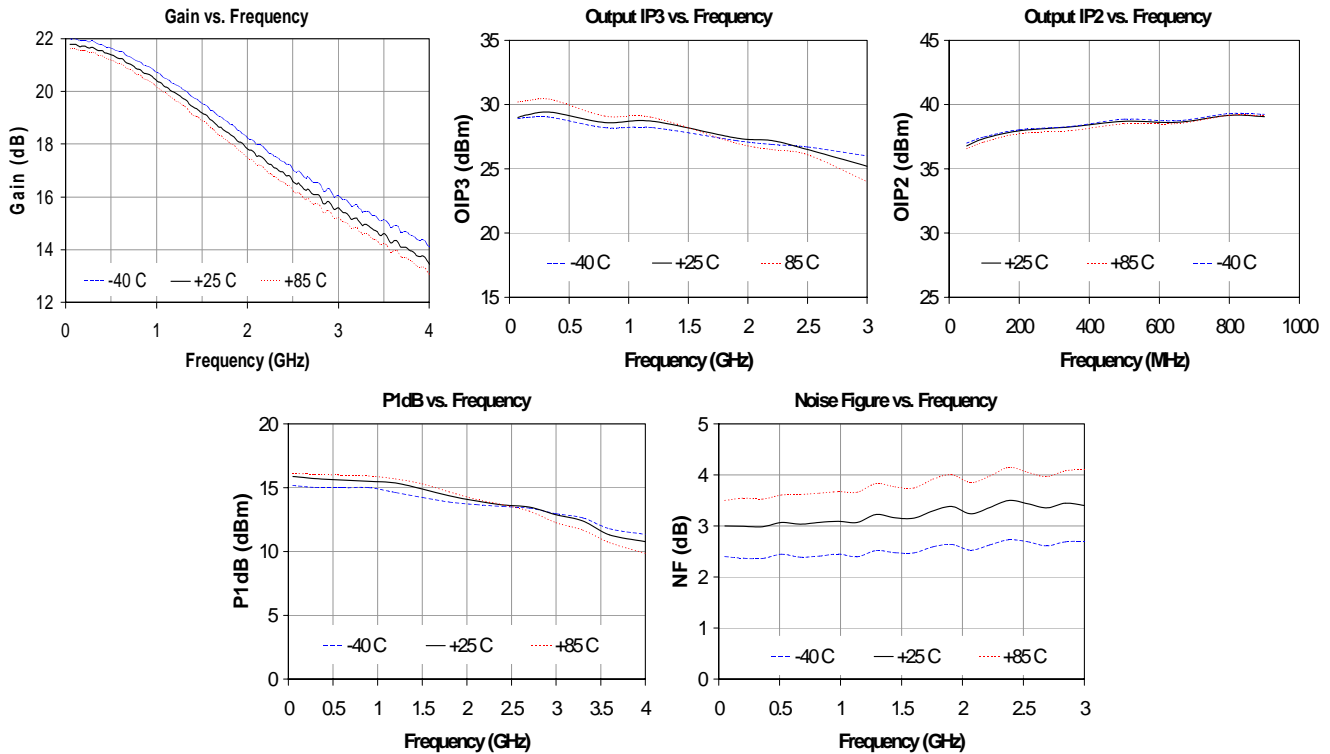 Gain vs. Frequency
22
20
18
16
14
12
Gain (dB)
-40 C +25 C +85 C
0 1 2 3 4
Frequency (GHz)
Output IP3 vs. Frequency
35
30
25
20
15
OIP3 (dBm)
-40 C +25 C 85 C
0 0.5 1 1.5 2 2.5 3
Frequency (GHz)
Output IP2 vs. Frequency
45
40
35
30
25
OIP2 (dBm)
+25 C +85 C -40 C
0 200 400 600 800 1000
Frequency (MHz)
P1dB vs. Frequency
20
15
10
5
0
P1dB (dBm)
-40 C +25 C +85 C
0 0.5 1 1.5 2 2.5 3 3.5 4
Frequency (GHz)
Noise Figure vs. Frequency
5
4
3
2
1
0
NF (dB)
-40 C +25 C +85 C
0 0.5 1 1.5 2 2.5 3
Frequency (GHz)